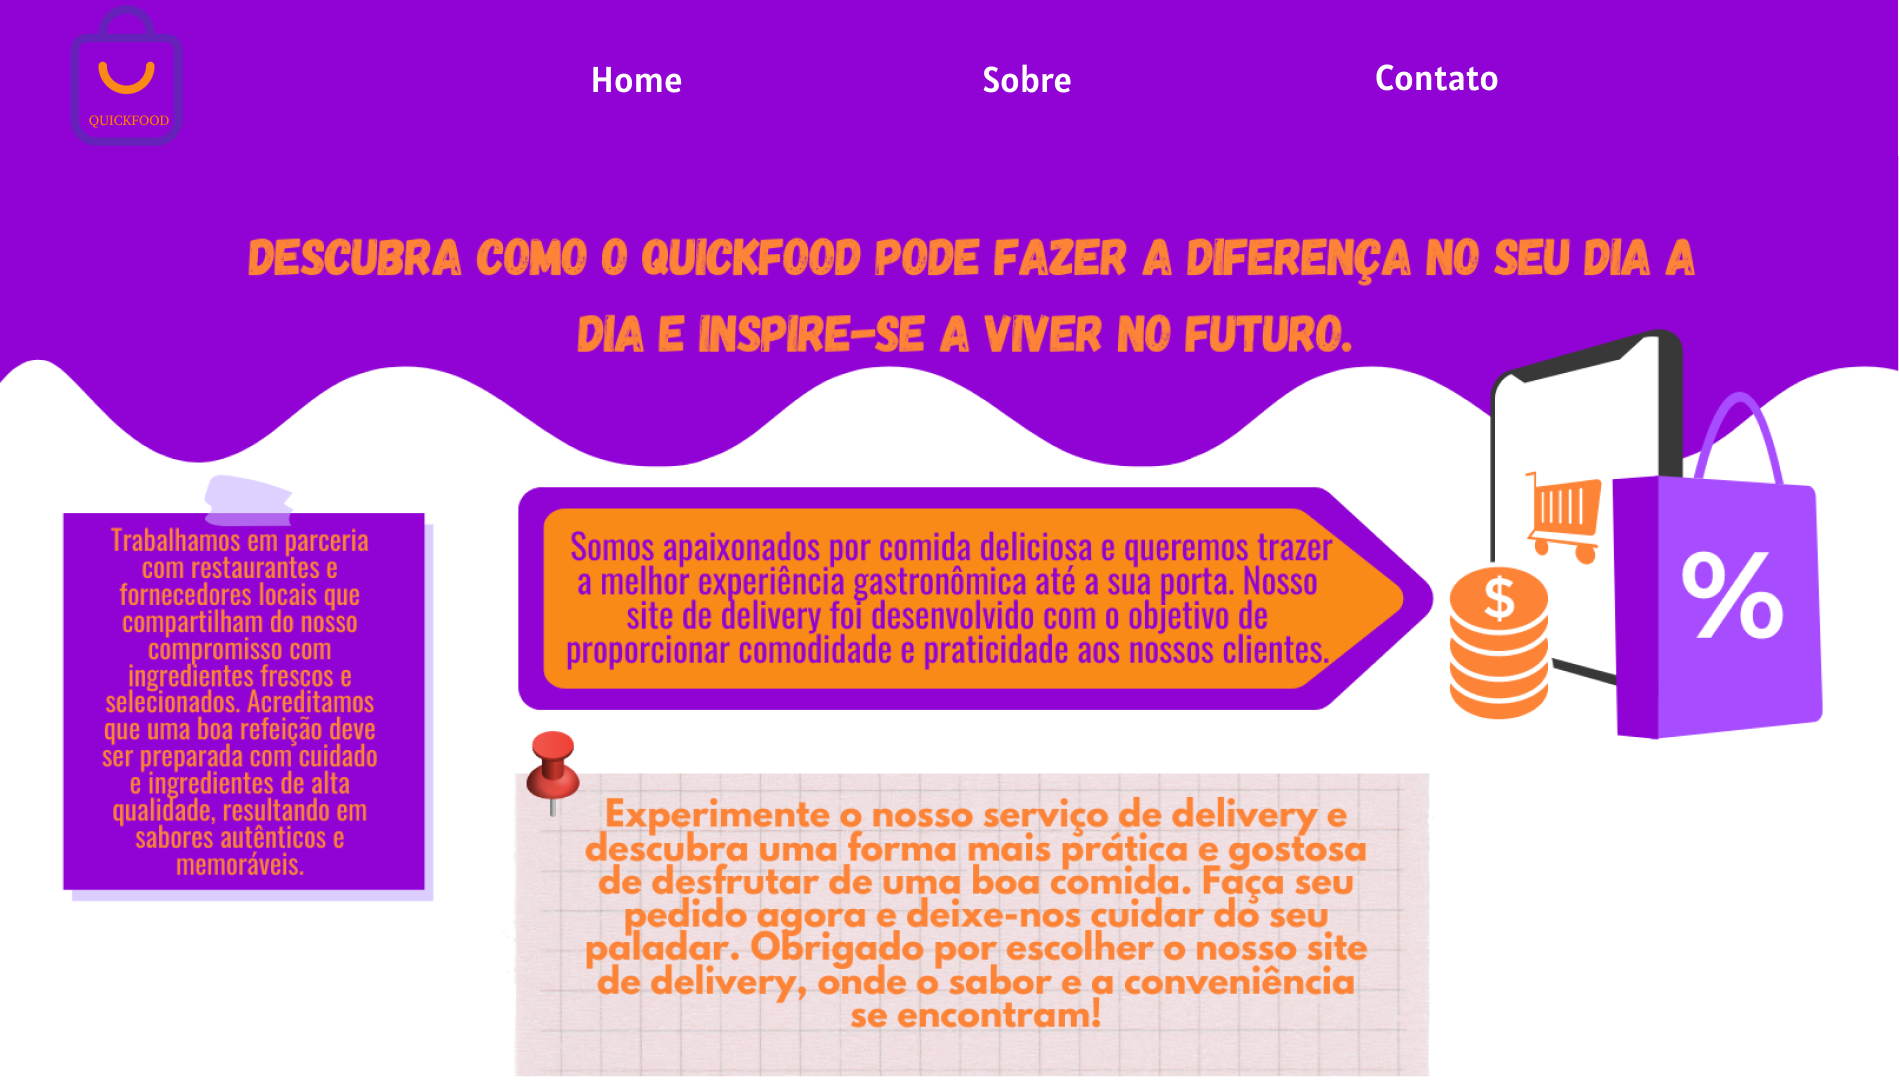 QUICKFOOD
Home
Sobre
Contato
DESCUBRA COMO O QUICKFOOD PODE FAZER A DIFERENÇA NO SEU DIA A
DIA E INSPIRE-SE A VIVER NO FUTURO.
Trabalhamos em parceria
com restaurantes e
fornecedores locais que
compartilham do nosso
compromisso com
ingredientes frescos e
selecionados. Acreditamos
que uma boa refeição deve
ser preparada com cuidado
e ingredientes de alta
qualidade, resultando em
sabores autênticos e
memoráveis.
Somos apaixonados por comida deliciosa e queremos trazer
a melhor experiência gastronômica até a sua porta. Nosso
site de delivery foi desenvolvido com o objetivo de
proporcionar comodidade e praticidade aos nossos clientes.
$
%
Experimente o nosso serviço de delivery e
descubra uma forma mais prática e gostosa
de desfrutar de uma boa comida. Faça seu
pedido agora e deixe-nos cuidar do seu
paladar. Obrigado por escolher o nosso site
de delivery, onde o sabor e a conveniência
se encontram!